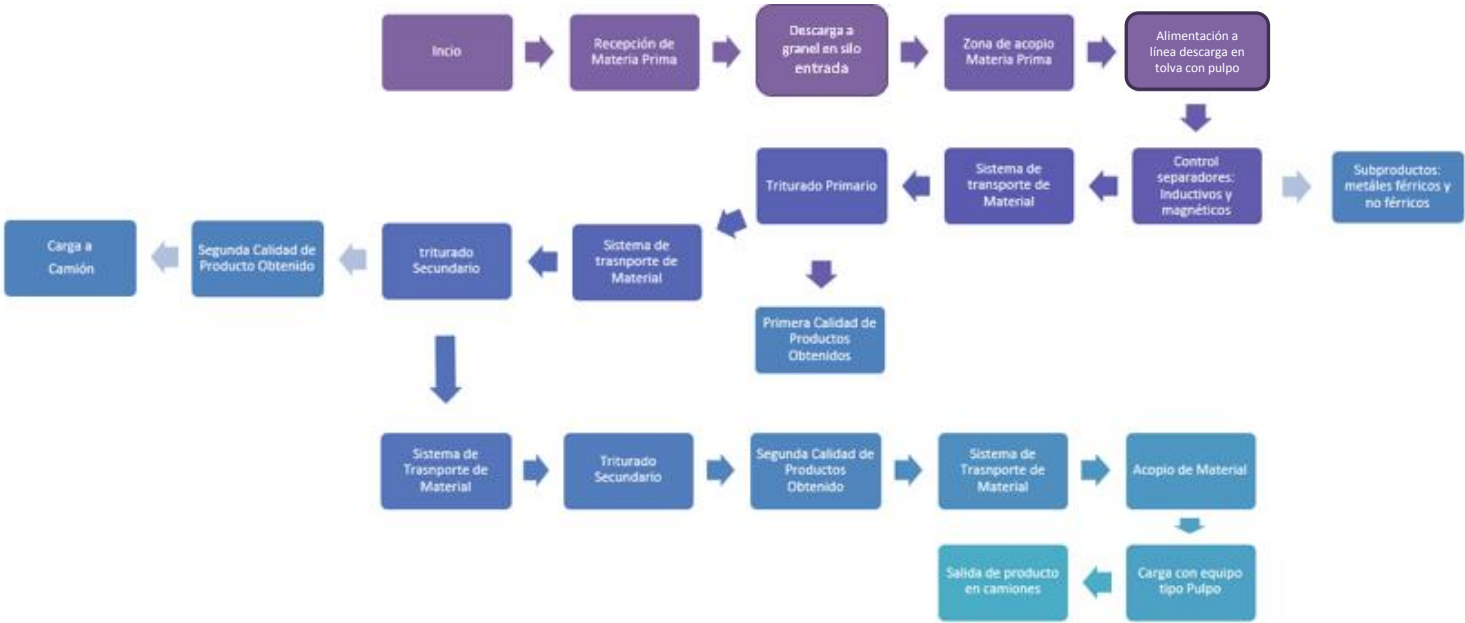 Incio
Recepción de
Materia Prima
Descarga a
granel en silo
entrada
Zona de acopio
Materia Prima
Alimentación a
línea descarga en
tolva con pulpo
Triturado Primario
Sistema de
transporte de
Material
Control
separadores:
Inductivos y
magnéticos
Subproductos:
metáles férricos y
no férricos
Carga a
Camión
Segunda Calidad de
Producto Obtenido
triturado
Secundario
Sistema de
trasnporte de
Material
Primera Calidad de
Productos
Obtenidos
Sistema de
Trasnporte de
Material
Triturado
Secundario
Segunda Calidad de
Productos
Obtenido
Sistema de
Trasnporte de
Material
Acopio de Material
Salida de producto
en camiones
Carga con equipo
tipo Pulpo